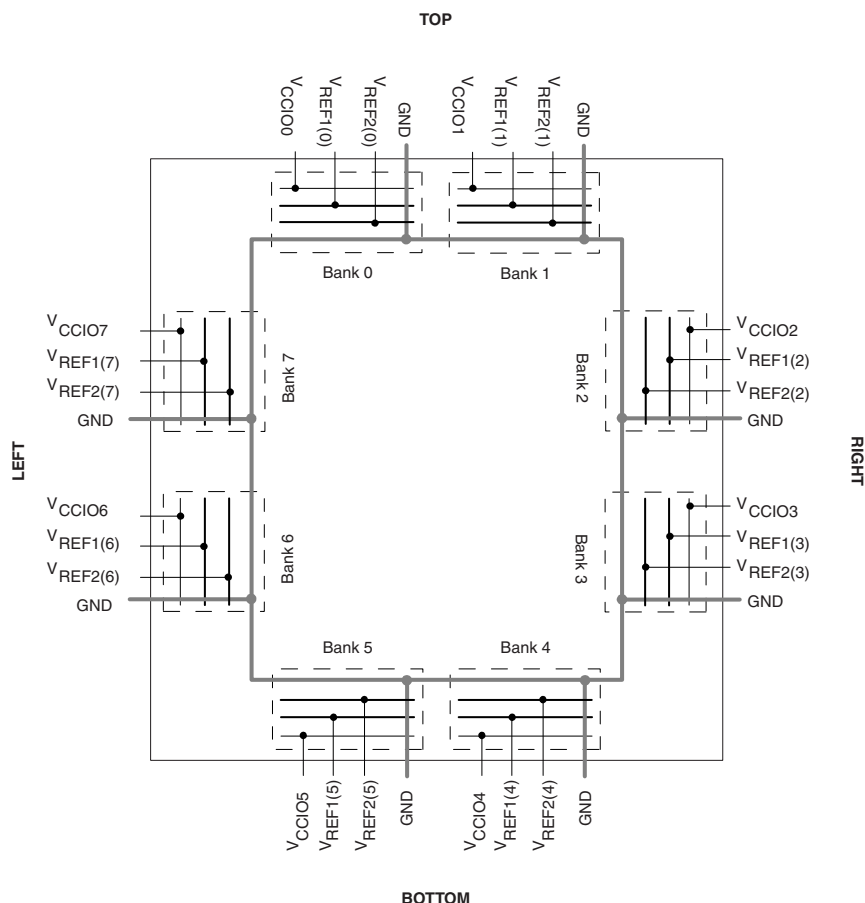 TOP
VCCIO0
VREF1(0)
VREF2(0)
GND
VCCIO1
VREF1(1)
VREF2(1)
GND
Bank 0
Bank 1
VCCIO7
VREF1(7)
VREF2(7)
GND
Bank 7
Bank 2
VCCIO2
VREF1(2)
VREF2(2)
GND
LEFT
RIGHT
VCCIO6
VREF1(6)
VREF2(6)
GND
Bank 6
Bank 3
VCCIO3
VREF1(3)
VREF2(3)
GND
Bank 5
Bank 4
VCCIO5
VREF1(5)
VREF2(5)
GND
VCCIO4
VREF1(4)
VREF2(4)
GND
BOTTOM